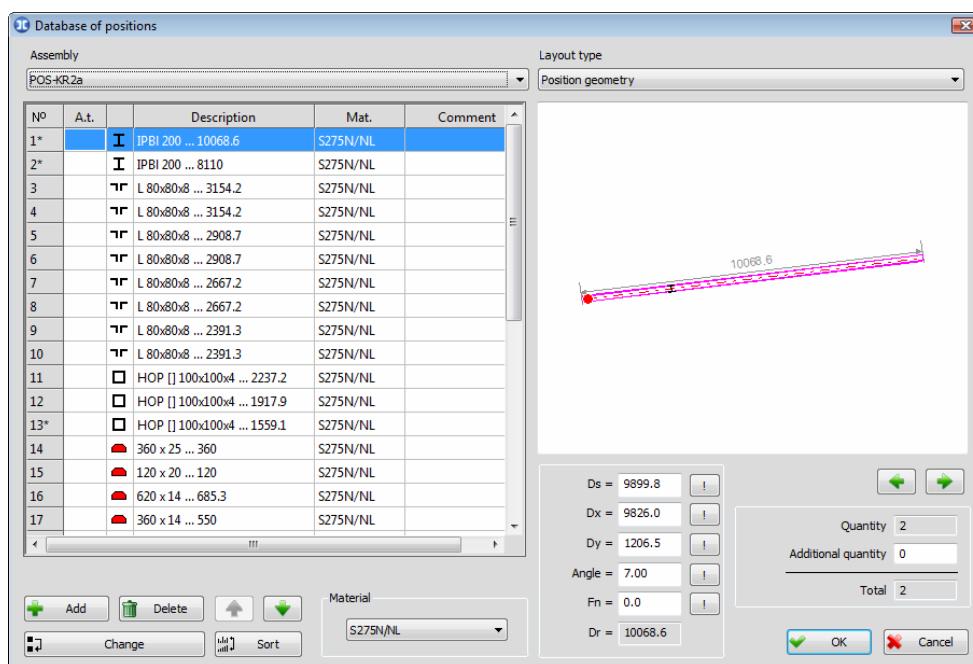 Database of positions
Assembly
POS-KR2a
Layout type
Position geometry
Nº A.t. Description Mat. Comment
1* IPBI 200 ... 10068.6 S275N/NL
2* IPBI 200 ... 8110 S275N/NL
3 L 80x80x8 ... 3154.2 S275N/NL
4 L 80x80x8 ... 3154.2 S275N/NL
5 L 80x80x8 ... 2908.7 S275N/NL
6 L 80x80x8 ... 2908.7 S275N/NL
7 L 80x80x8 ... 2667.2 S275N/NL
8 L 80x80x8 ... 2667.2 S275N/NL
9 L 80x80x8 ... 2391.3 S275N/NL
10 L 80x80x8 ... 2391.3 S275N/NL
11 HOP [] 100x100x4 ... 2237.2 S275N/NL
12 HOP [] 100x100x4 ... 1917.9 S275N/NL
13* HOP [] 100x100x4 ... 1559.1 S275N/NL
14 360 x 25 ... 360 S275N/NL
15 120 x 20 ... 120 S275N/NL
16 620 x 14 ... 685.3 S275N/NL
17 360 x 14 ... 550 S275N/NL
Add
Delete
Change
Sort
Material
S275N/NL
10068.6
Ds = 9899.8 !
Dx = 9826.0 !
Dy = 1206.5 !
Angle = 7.00 !
Fn = 0.0 !
Dr = 10068.6
Quantity 2
Additional quantity 0
Total 2
OK
Cancel